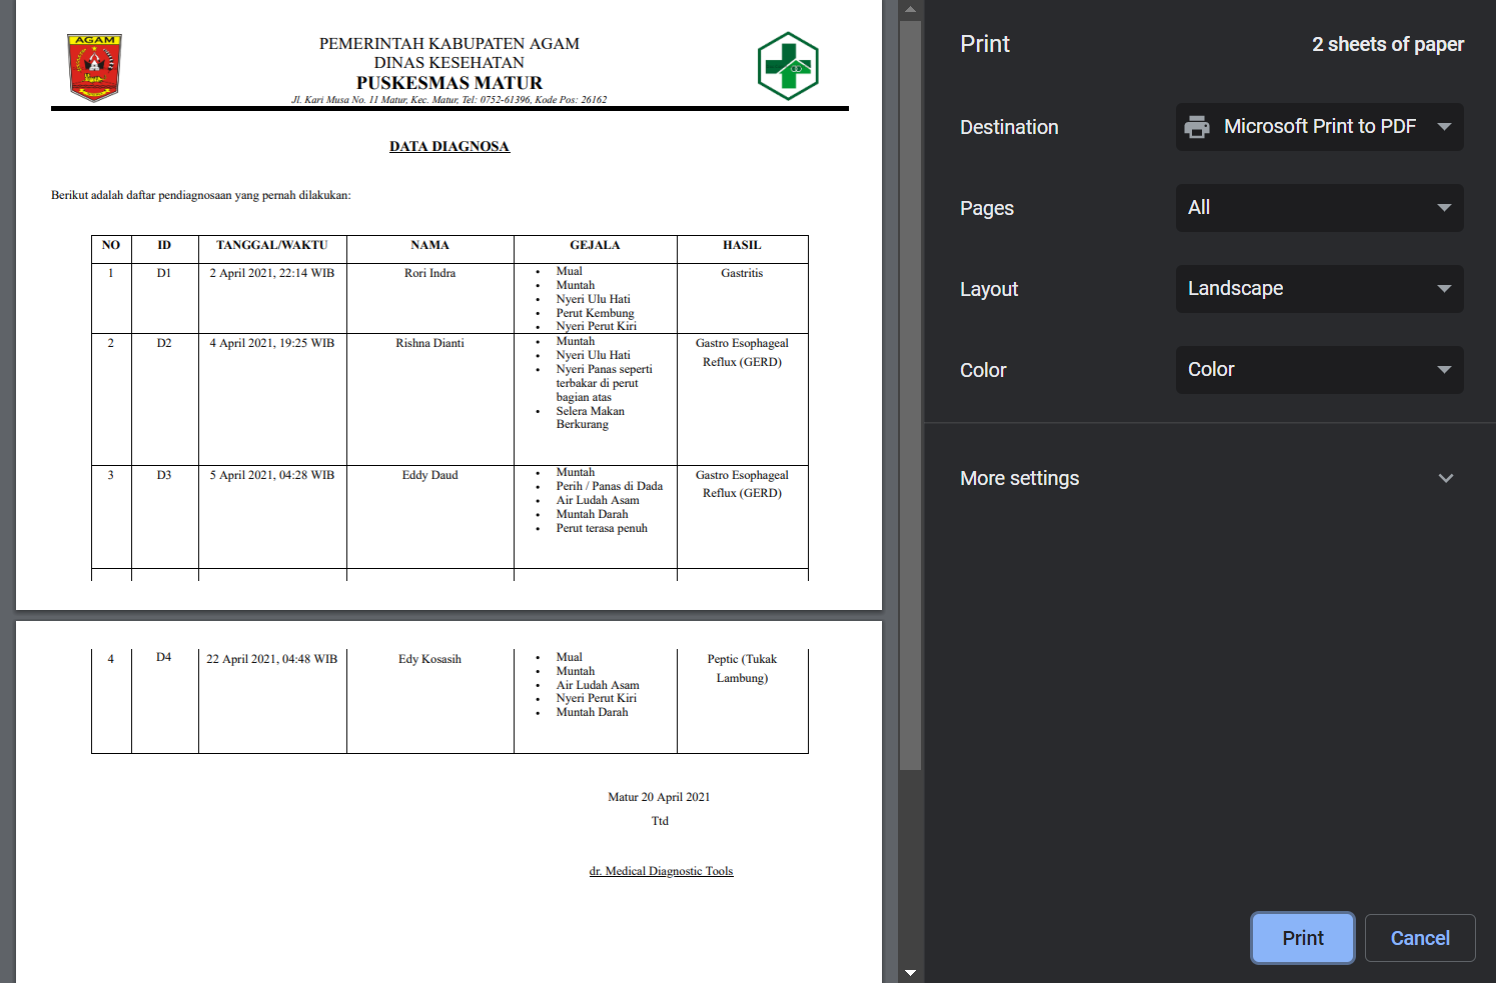 AGAM
PEMERINTAH KABUPATEN AGAM
DINAS KESEHATAN
PUSKESMAS MATUR
Jl. Kari Musa No. 11 Matur, Kec. Matur, Tel: 0752-61396, Kode Pos: 26162
DATA DIAGNOSA
Berikut adalah daftar pendiagnosaan yang pernah dilakukan:
NO ID TANGGAL/WAKTU NAMA GEJALA HASIL
1 D1 2 April 2021, 22:14 WIB Rori Indra • Mual Gastritis
• Muntah
• Nyeri Ulu Hati
• Perut Kembung
• Nyeri Perut Kiri
2 D2 4 April 2021, 19:25 WIB Rishna Dianti • Muntah Gastro Esophageal
• Nyeri Ulu Hati Reflux (GERD)
• Nyeri Panas seperti
terbakar di perut
bagian atas
• Selera Makan
Berkurang
3 D3 5 April 2021, 04:28 WIB Eddy Daud • Muntah Gastro Esophageal
• Perih / Panas di Dada Reflux (GERD)
• Air Ludah Asam
• Muntah Darah
• Perut terasa penuh
4 D4 22 April 2021, 04:48 WIB Edy Kosasih • Mual Peptic (Tukak
• Muntah Lambung)
• Air Ludah Asam
• Nyeri Perut Kiri
• Muntah Darah
Matur 20 April 2021
Ttd
dr. Medical Diagnostic Tools
Print 2 sheets of paper
Destination Microsoft Print to PDF
Pages All
Layout Landscape
Color Color
More settings
Print Cancel